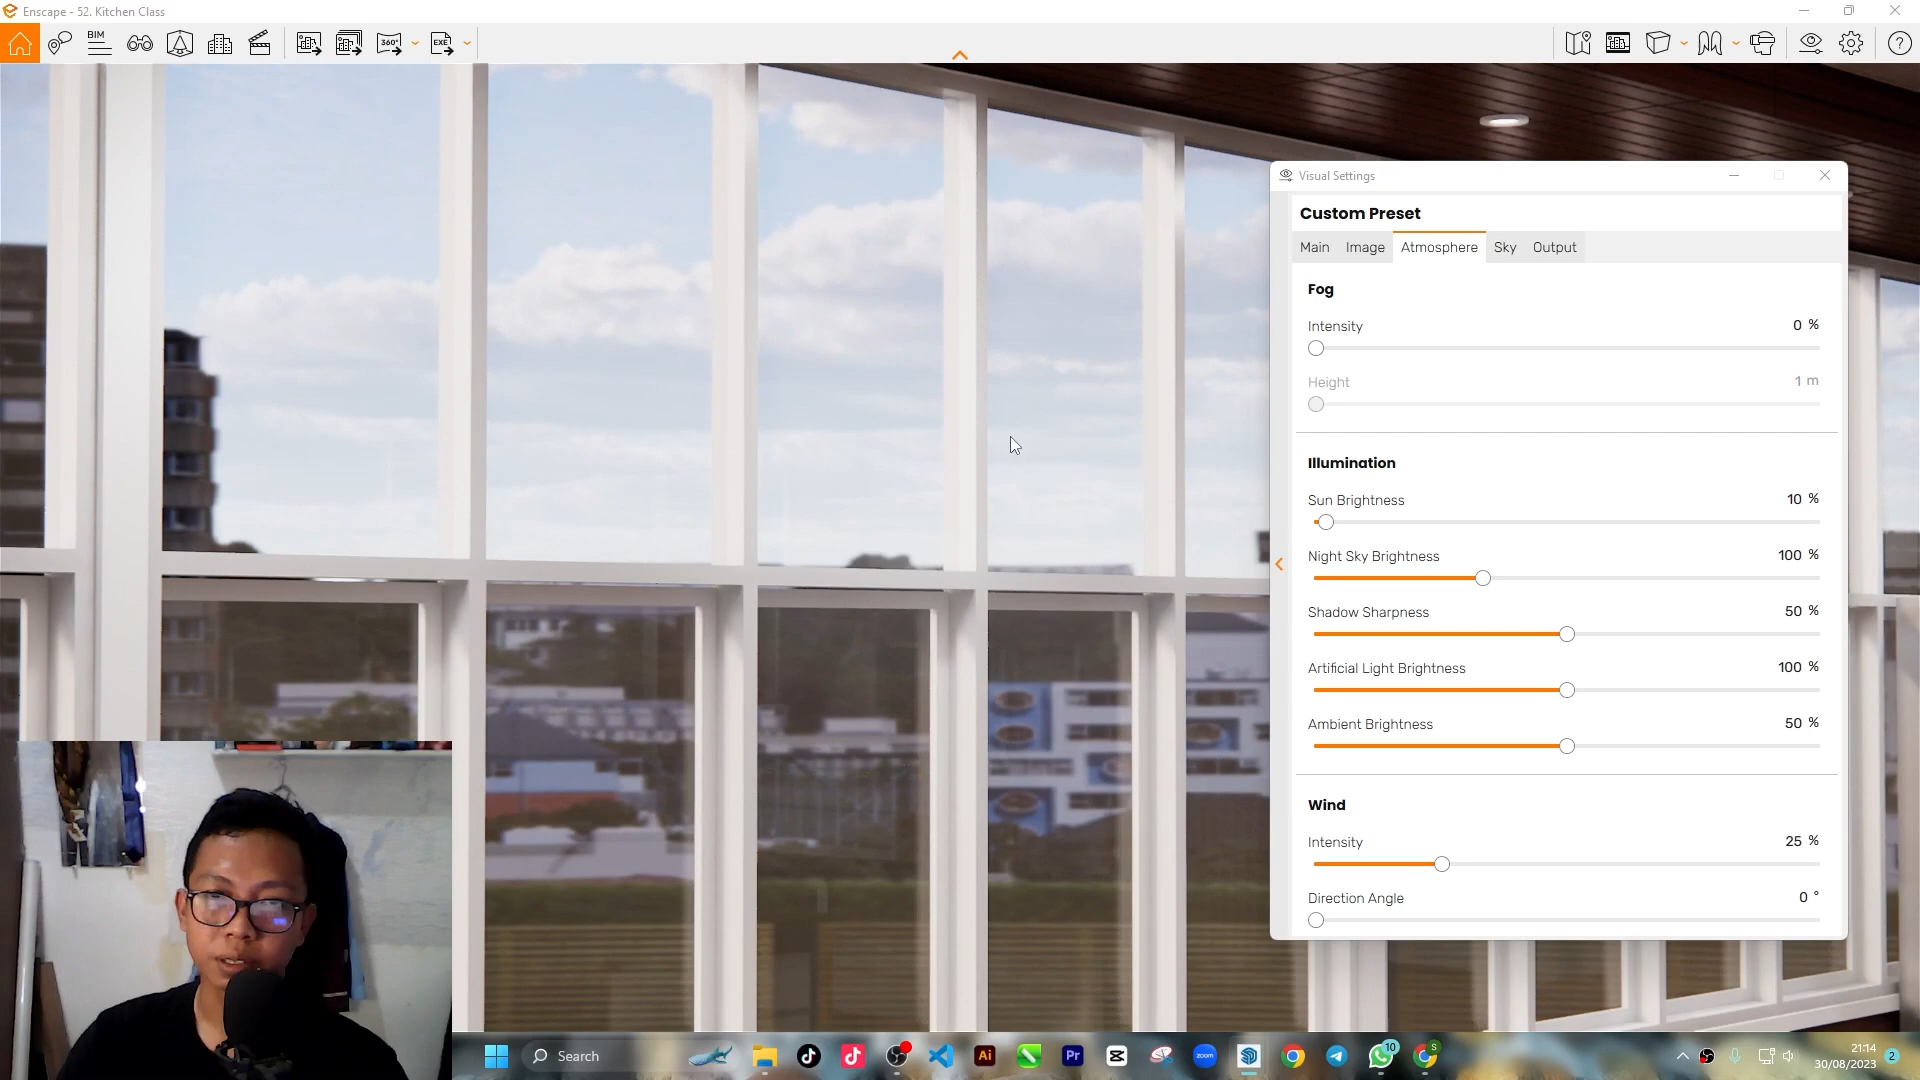 Enscape - 52. Kitchen Class
BIM
360°
EXE
Visual Settings
Custom Preset
Main Image Atmosphere Sky Output
Fog
Intensity 0 %
Height 1 m
Illumination
Sun Brightness 10 %
Night Sky Brightness 100 %
Shadow Sharpness 50 %
Artificial Light Brightness 100 %
Ambient Brightness 50 %
Wind
Intensity 25 %
Direction Angle 0 °
Search
Ai
Pr
zoom
10
S
21:14
30/08/2023
2